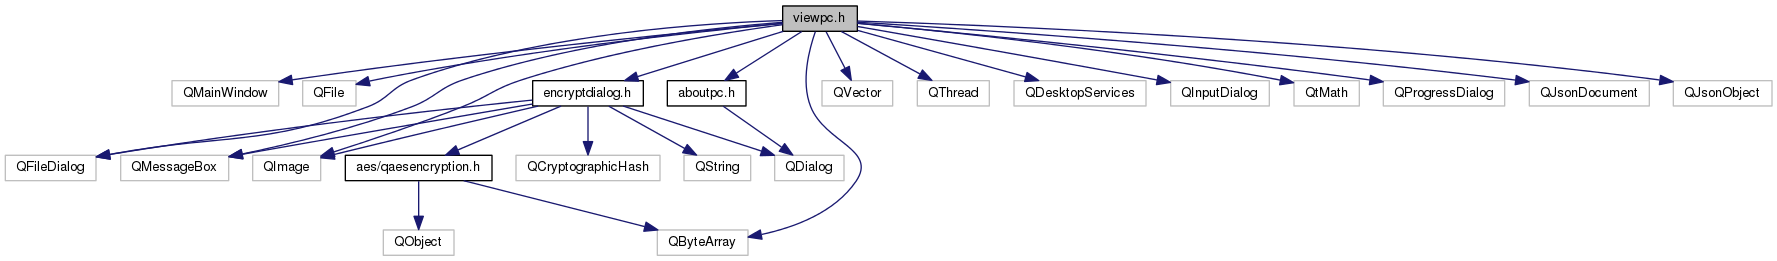 viewpc.h
QMainWindow
QFile
encryptdialog.h
aboutpc.h
QVector
QThread
QDesktopServices
QInputDialog
QtMath
QProgressDialog
QJsonDocument
QJsonObject
QFileDialog
QMessageBox
QImage
aes/qaesencryption.h
QCryptographicHash
QString
QDialog
QObject
QByteArray